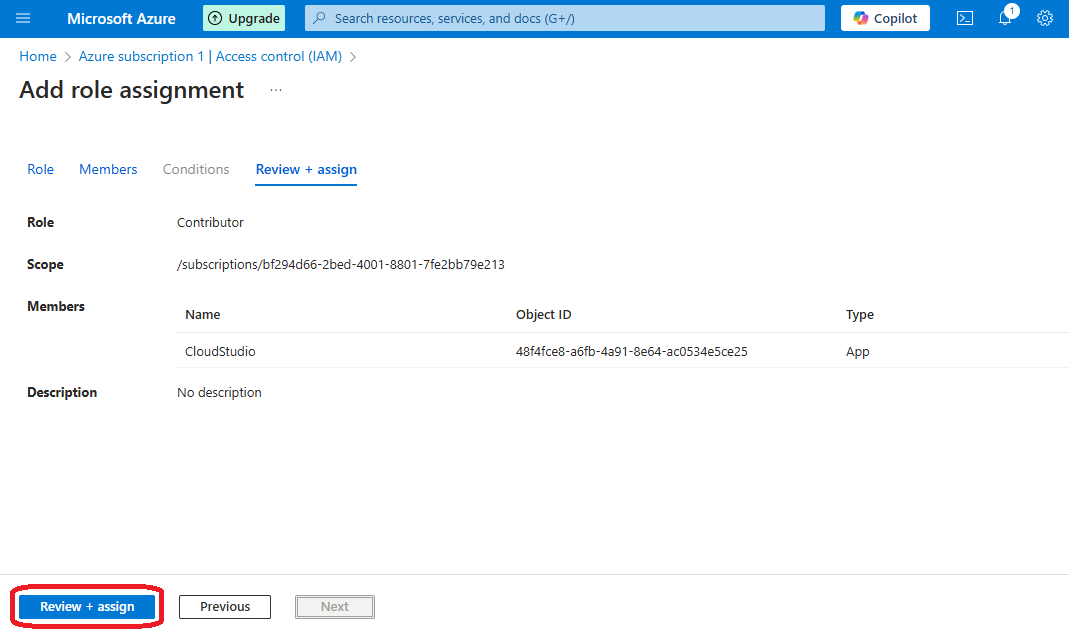 Microsoft Azure
Upgrade
Search resources, services, and docs (G+/)
Copilot
1
Home > Azure subscription 1 | Access control (IAM) >
Add role assignment ...
Role Members Conditions Review + assign
Role Contributor
Scope /subscriptions/bf294d66-2bed-4001-8801-7fe2bb79e213
Members
Name Object ID Type
CloudStudio 48f4fce8-a6fb-4a91-8e64-ac0534e5ce25 App
Description No description
Review + assign Previous Next